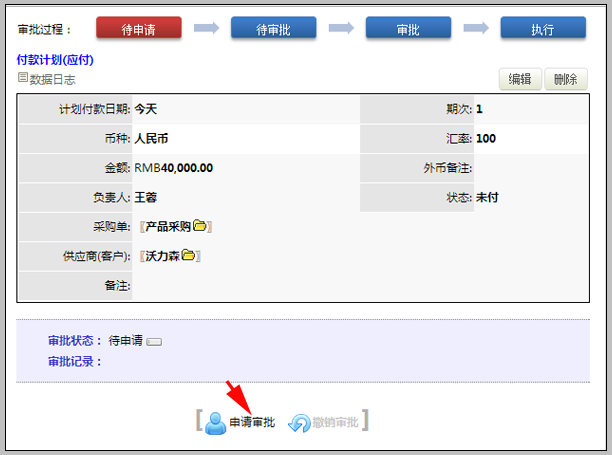 审批过程： 待申请 待审批 审批 执行
付款计划(应付)
数据日志 编辑 删除
计划付款日期: 今天 期次: 1
币种: 人民币 汇率: 100
金额: RMB40,000.00 外币备注:
负责人: 王蓉 状态: 未付
采购单: 〖产品采购〗
供应商(客户): 〖沃力森〗
备注:
审批状态： 待申请
审批记录：
[ 申请审批 撤销审批 ]